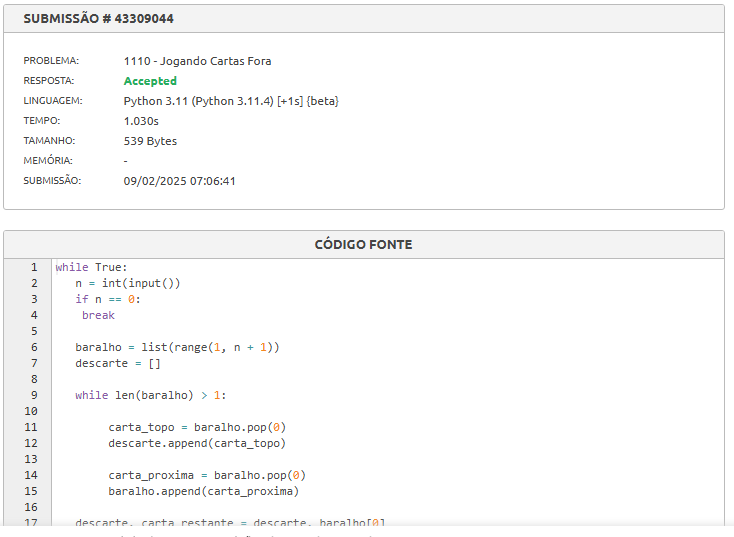 SUBMISSÃO # 43309044
PROBLEMA: 1110 - Jogando Cartas Fora
RESPOSTA: Accepted
LINGUAGEM: Python 3.11 (Python 3.11.4) [+1s] {beta}
TEMPO: 1.030s
TAMANHO: 539 Bytes
MEMÓRIA: -
SUBMISSÃO: 09/02/2025 07:06:41
CÓDIGO FONTE
1 while True:
2 n = int(input())
3 if n == 0:
4 break
5
6 baralho = list(range(1, n + 1))
7 descarte = []
8
9 while len(baralho) > 1:
10
11 carta_topo = baralho.pop(0)
12 descarte.append(carta_topo)
13
14 carta_proxima = baralho.pop(0)
15 baralho.append(carta_proxima)
16
17 descarte, carta_restante = descarte, baralho[0]